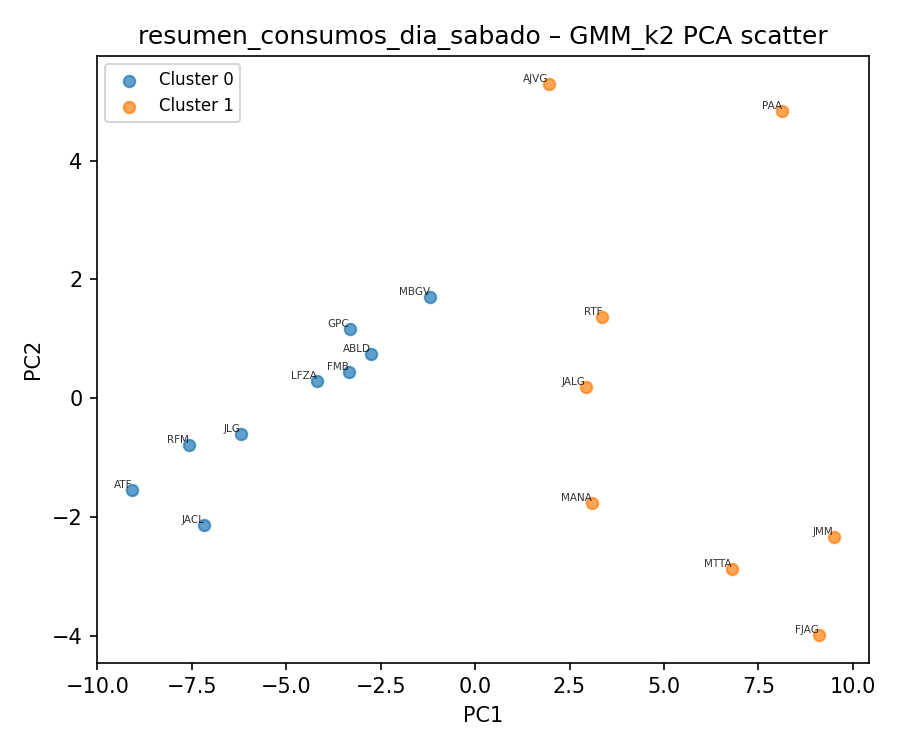 resumen_consumos_dia_sabado – GMM_k2 PCA scatter
Cluster 0
Cluster 1
AJVG
PAA
MBGV
GPC
RTF
ABLD
FMB
LFZA
JALG
JLG
RFM
ATF
MANA
JACL
JMM
MTTA
FJAG
PC2
4
2
0
−2
−4
−10.0 −7.5 −5.0 −2.5 0.0 2.5 5.0 7.5 10.0
PC1